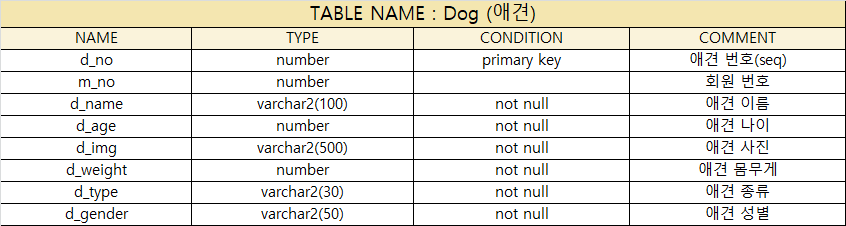 TABLE NAME : Dog (애견)
NAME TYPE CONDITION COMMENT
d_no number primary key 애견 번호(seq)
m_no number 회원 번호
d_name varchar2(100) not null 애견 이름
d_age number not null 애견 나이
d_img varchar2(500) not null 애견 사진
d_weight number not null 애견 몸무게
d_type varchar2(30) not null 애견 종류
d_gender varchar2(50) not null 애견 성별